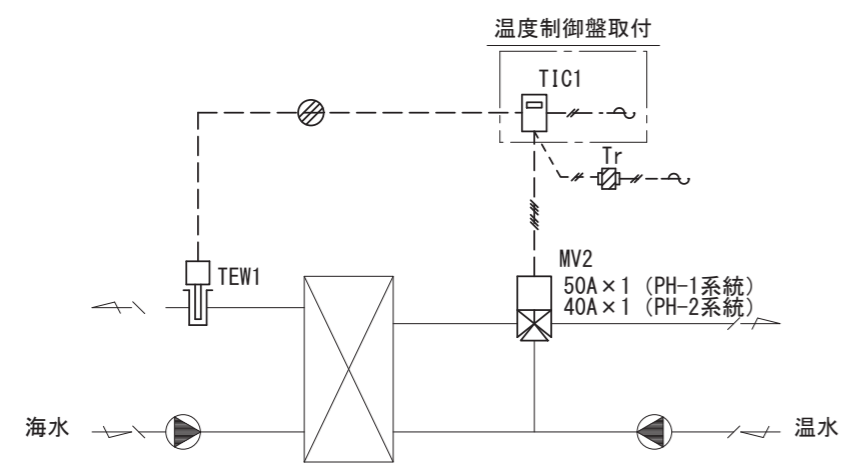 温度制御盤取付
TIC1
Tr
TEW1
MV2
50A×1 (PH-1系統)
40A×1 (PH-2系統)
海水
温水